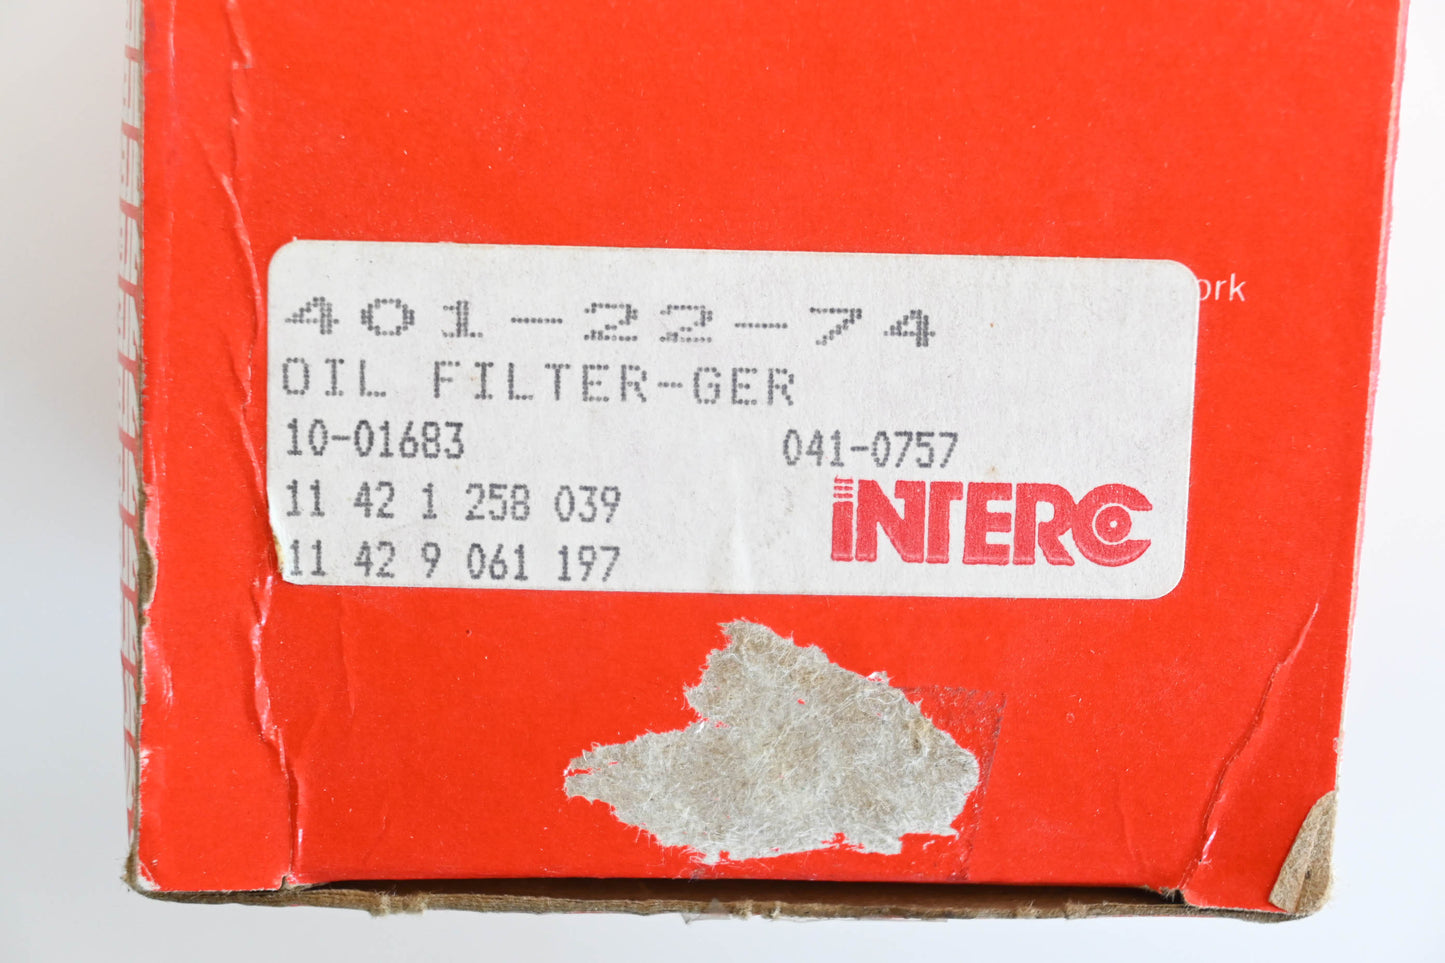 401-22-74
OIL FILTER-GER
10-01683 041-0757
11 42 1 258 039
11 42 9 061 197
INTERC